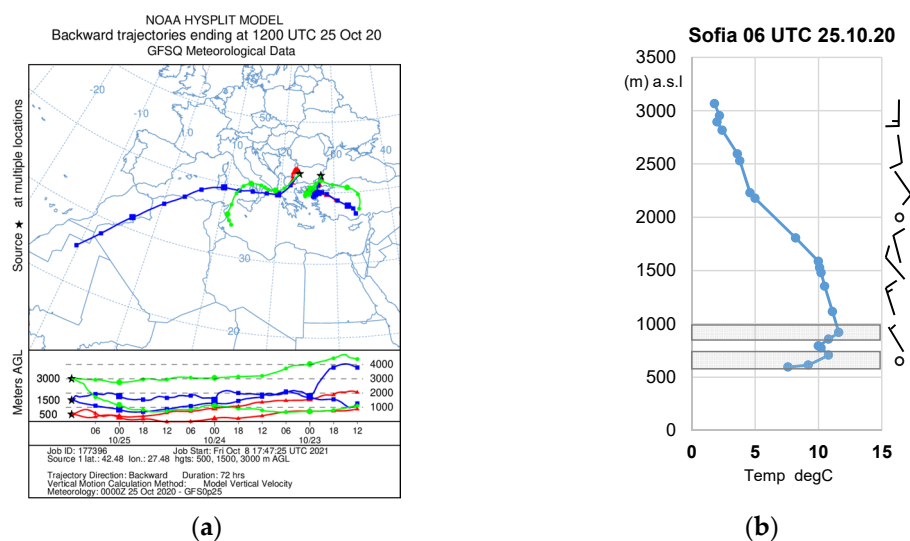 NOAA HYSPLIT MODEL
Backward trajectories ending at 1200 UTC 25 Oct 20
GFSQ Meteorological Data
Source ★ at multiple locations
-20
-10
-10
0
10
20
30
40
50
40
30
20
Meters AGL
3000
1500
500
4000
3000
2000
1000
06 00 18 12 06 00 18 12 06 00 18 12
10/25 10/24 10/23
Job ID: 177396 Job Start: Fri Oct 8 17:47:25 UTC 2021
Source 1 lat.: 42.48 lon.: 27.48 hgts: 500, 1500, 3000 m AGL
Trajectory Direction: Backward Duration: 72 hrs
Vertical Motion Calculation Method: Model Vertical Velocity
Meteorology: 0000Z 25 Oct 2020 - GFS0p25
(a)
Sofia 06 UTC 25.10.20
3500
(m) a.s.l
3000
2500
2000
1500
1000
500
0 5 10 15
Temp degC
(b)